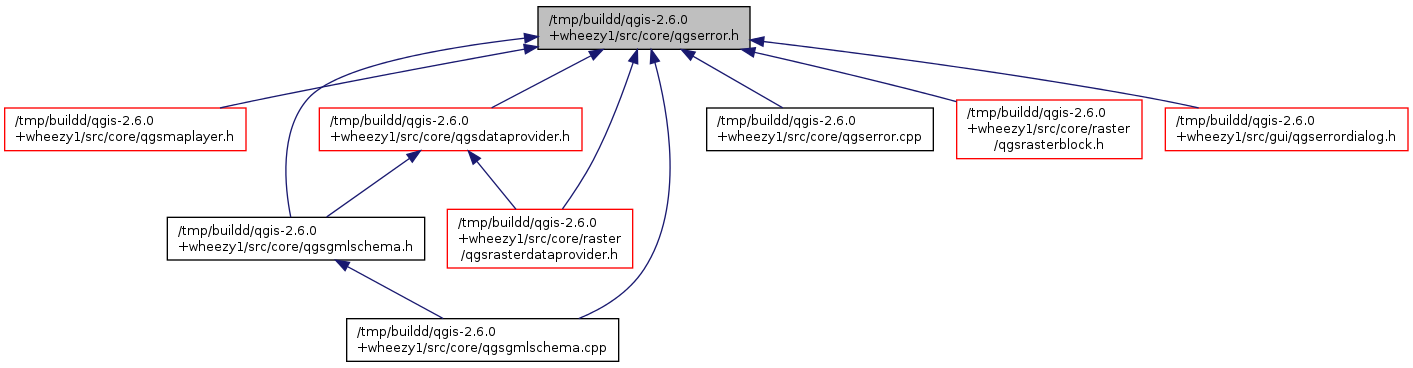 /tmp/buildd/qgis-2.6.0
+wheezy1/src/core/qgserror.h
/tmp/buildd/qgis-2.6.0
+wheezy1/src/core/qgsmaplayer.h
/tmp/buildd/qgis-2.6.0
+wheezy1/src/core/qgsdataprovider.h
/tmp/buildd/qgis-2.6.0
+wheezy1/src/core/qgserror.cpp
/tmp/buildd/qgis-2.6.0
+wheezy1/src/core/raster
/qgsrasterblock.h
/tmp/buildd/qgis-2.6.0
+wheezy1/src/gui/qgserrordialog.h
/tmp/buildd/qgis-2.6.0
+wheezy1/src/core/qgsgmlschema.h
/tmp/buildd/qgis-2.6.0
+wheezy1/src/core/raster
/qgsrasterdataprovider.h
/tmp/buildd/qgis-2.6.0
+wheezy1/src/core/qgsgmlschema.cpp